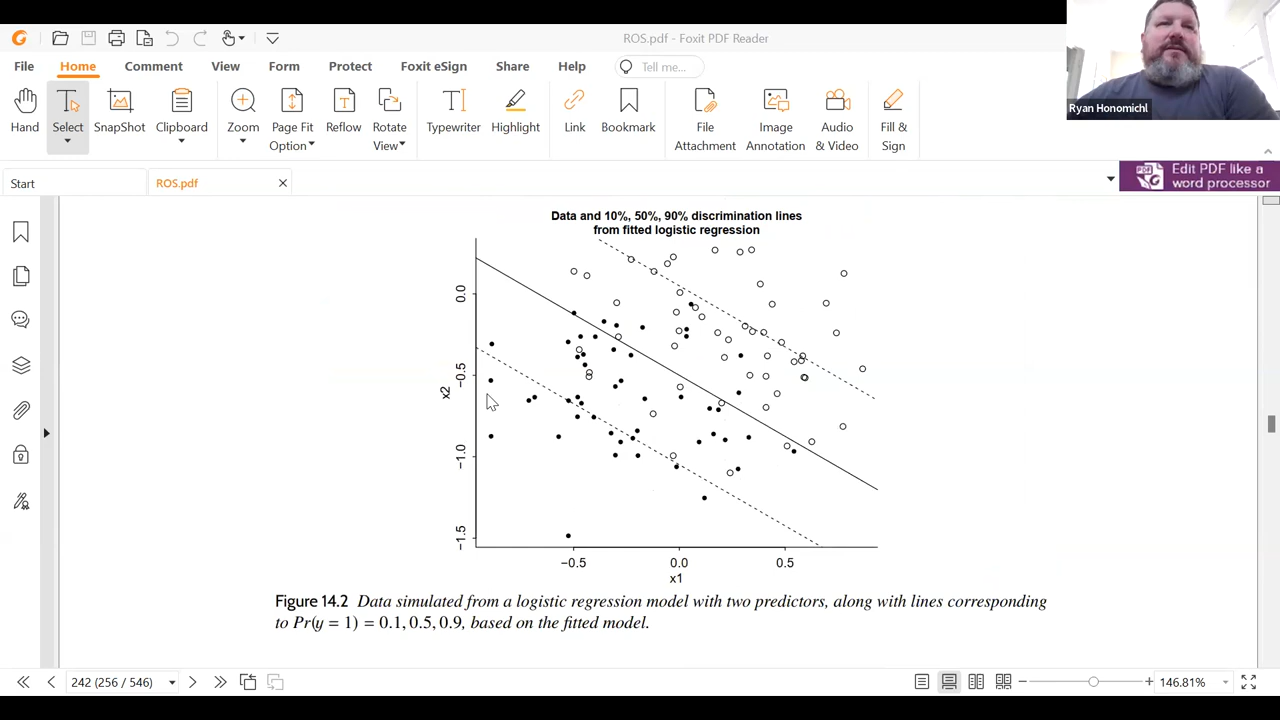 ROS.pdf - Foxit PDF Reader
File Home Comment View Form Protect Foxit eSign Share Help Tell me...
Ryan Honomichl
Hand Select SnapShot Clipboard Zoom Page Fit Option Reflow Rotate View Typewriter Highlight Link Bookmark File Attachment Image Annotation Audio & Video Fill & Sign
Start ROS.pdf
Edit PDF like a
word processor
Data and 10%, 50%, 90% discrimination lines
from fitted logistic regression
x2
0.0
−0.5
−1.0
−1.5
−0.5 0.0 0.5
x1
Figure 14.2 Data simulated from a logistic regression model with two predictors, along with lines corresponding
to Pr(y = 1) = 0.1, 0.5, 0.9, based on the fitted model.
242 (256 / 546) 146.81%